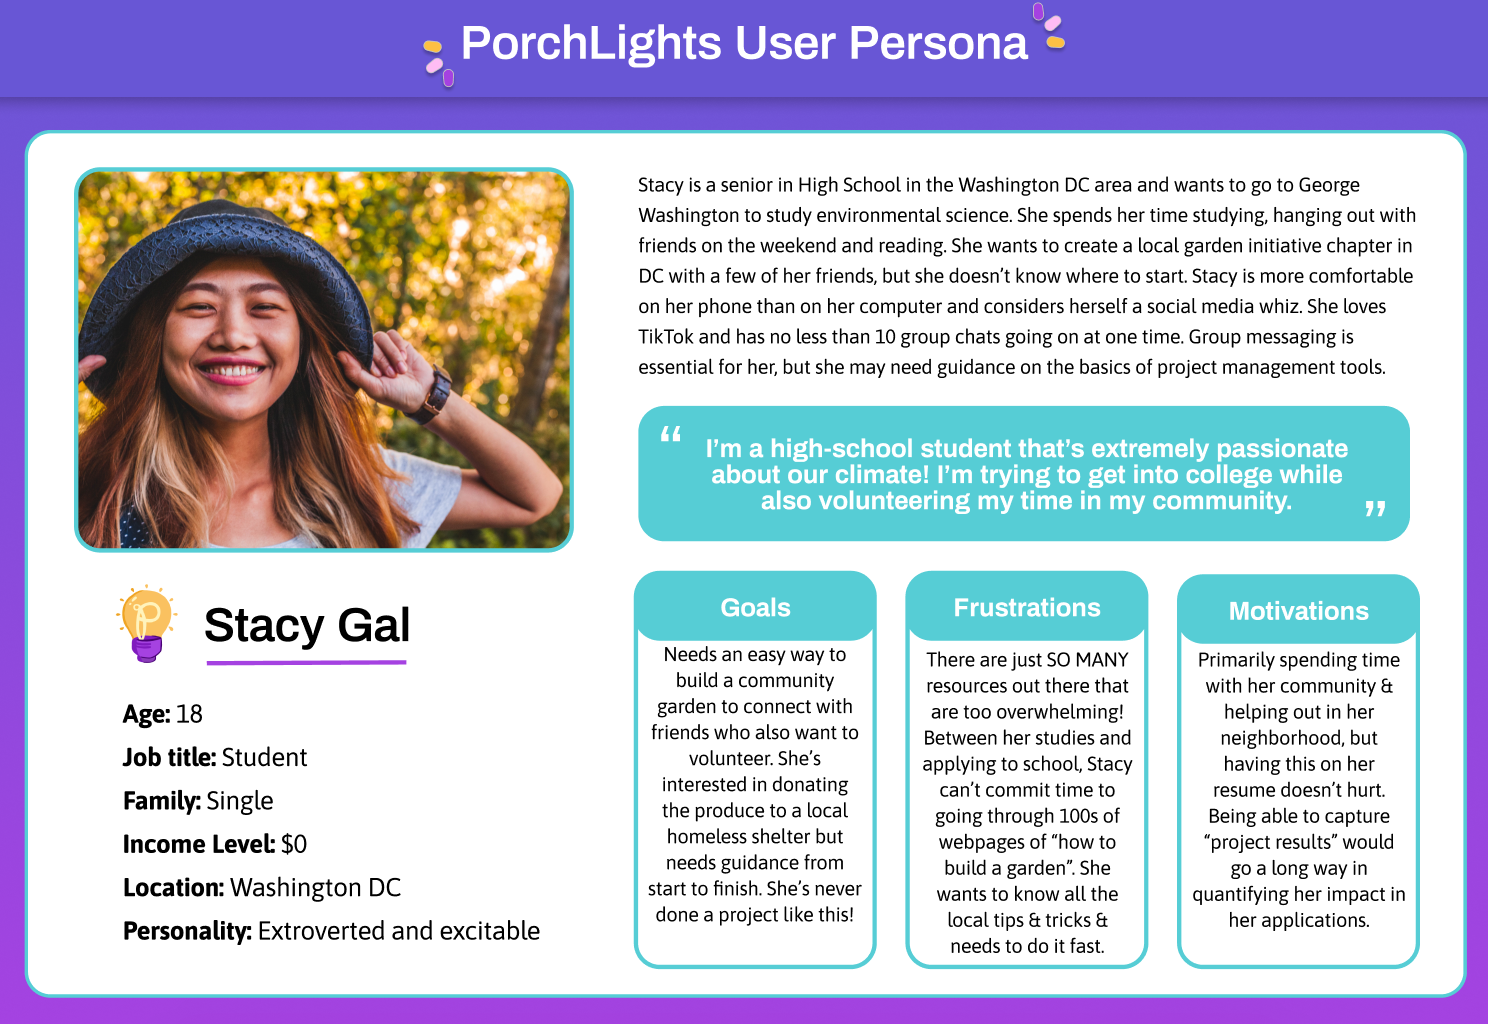 PorchLights User Persona
Stacy is a senior in High School in the Washington DC area and wants to go to George
Washington to study environmental science. She spends her time studying, hanging out with
friends on the weekend and reading. She wants to create a local garden initiative chapter in
DC with a few of her friends, but she doesn’t know where to start. Stacy is more comfortable
on her phone than on her computer and considers herself a social media whiz. She loves
TikTok and has no less than 10 group chats going on at one time. Group messaging is
essential for her, but she may need guidance on the basics of project management tools.
“ I’m a high-school student that’s extremely passionate
about our climate! I’m trying to get into college while
also volunteering my time in my community. ”
P
Stacy Gal
Age: 18
Job title: Student
Family: Single
Income Level: $0
Location: Washington DC
Personality: Extroverted and excitable
Goals
Needs an easy way to
build a community
garden to connect with
friends who also want to
volunteer. She’s
interested in donating
the produce to a local
homeless shelter but
needs guidance from
start to finish. She’s never
done a project like this!
Frustrations
There are just SO MANY
resources out there that
are too overwhelming!
Between her studies and
applying to school, Stacy
can’t commit time to
going through 100s of
webpages of “how to
build a garden”. She
wants to know all the
local tips & tricks &
needs to do it fast.
Motivations
Primarily spending time
with her community &
helping out in her
neighborhood, but
having this on her
resume doesn’t hurt.
Being able to capture
“project results” would
go a long way in
quantifying her impact in
her applications.